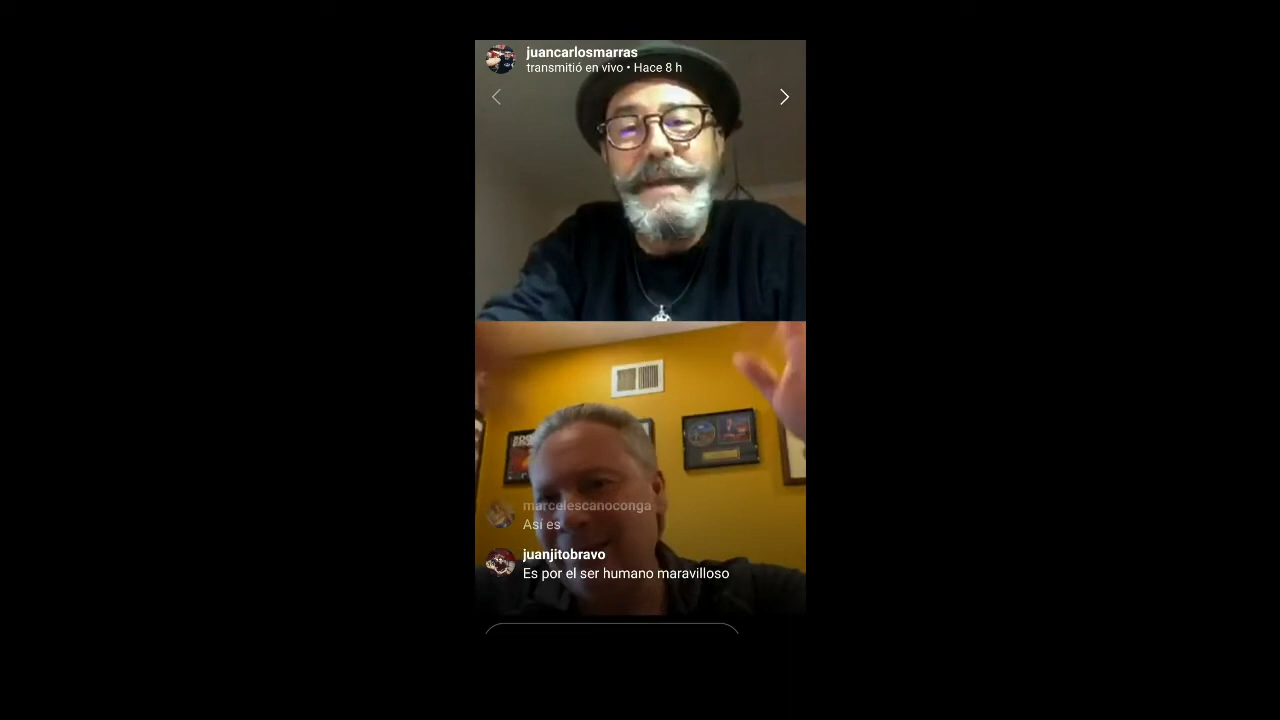 juancarlosmarras
transmitió en vivo • Hace 8 h
marcelescanoconga
Así es
juanjitobravo
Es por el ser humano maravilloso